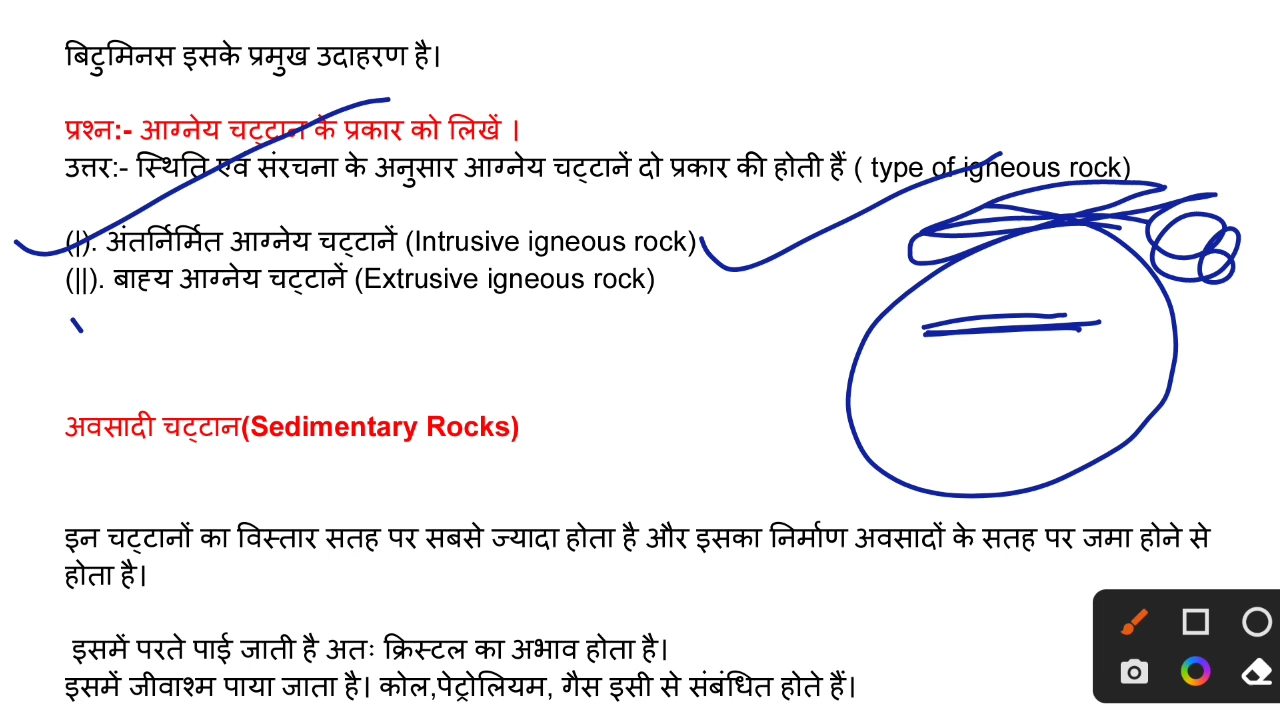 बिटुमिनस इसके प्रमुख उदाहरण है।
प्रश्न:- आग्नेय चट्टान के प्रकार को लिखें ।
उत्तर:- स्थिति एवं संरचना के अनुसार आग्नेय चट्टानें दो प्रकार की होती हैं ( type of igneous rock)
(|). अंतर्निर्मित आग्नेय चट्टानें (Intrusive igneous rock)
(||). बाह्य आग्नेय चट्टानें (Extrusive igneous rock)
अवसादी चट्टान(Sedimentary Rocks)
इन चट्टानों का विस्तार सतह पर सबसे ज्यादा होता है और इसका निर्माण अवसादों के सतह पर जमा होने से
होता है।
इसमें परते पाई जाती है अतः क्रिस्टल का अभाव होता है।
इसमें जीवाश्म पाया जाता है। कोल,पेट्रोलियम, गैस इसी से संबंधित होते हैं।